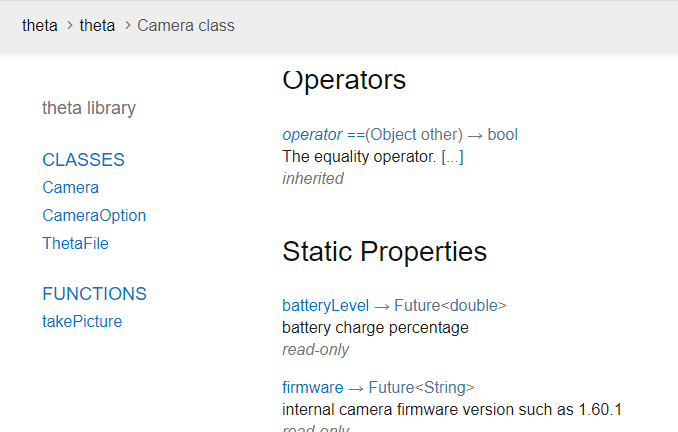 theta > theta > Camera class
theta library
CLASSES
Camera
CameraOption
ThetaFile
FUNCTIONS
takePicture
Operators
operator ==(Object other) → bool
The equality operator. [...]
inherited
Static Properties
batteryLevel → Future<double>
battery charge percentage
read-only
firmware → Future<String>
internal camera firmware version such as 1.60.1
read-only